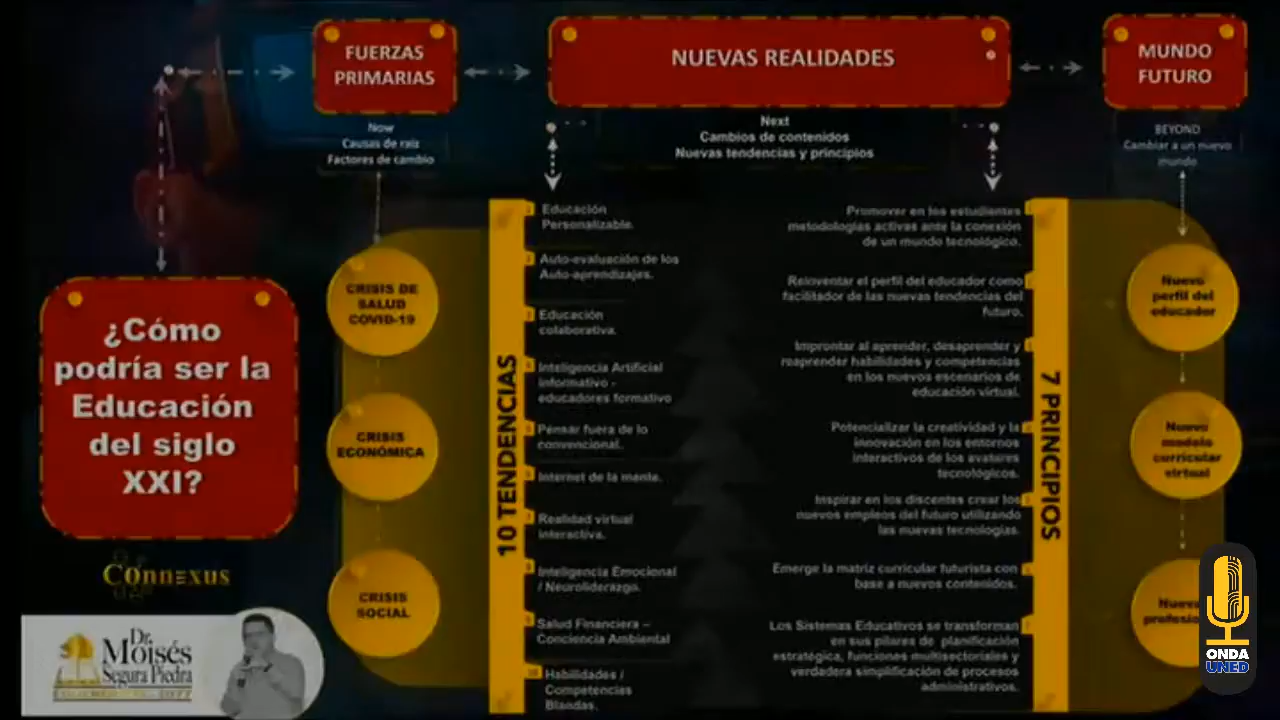 FUERZAS
PRIMARIAS
NUEVAS REALIDADES
MUNDO
FUTURO
Now
Causas de raíz
Factores de cambio
Next
Cambios de contenidos
Nuevas tendencias y principios
BEYOND
Cambiar a un nuevo
mundo
¿Cómo
podría ser la
Educación
del siglo
XXI?
Connexus
Dr.
Moisés
Segura Piedra
CRISIS DE
SALUD
COVID-19
CRISIS
ECONÓMICA
CRISIS
SOCIAL
10 TENDENCIAS
Educación
Personalizable.
Auto-evaluación de los
Auto-aprendizajes.
Educación
colaborativa.
Inteligencia Artificial
informativo -
educadores formativo
Pensar fuera de lo
convencional.
Internet de la mente.
Realidad virtual
interactiva.
Inteligencia Emocional
/ Neuroliderazgo.
Salud Financiera –
Conciencia Ambiental
10
Habilidades /
Competencias
Blandas.
Promover en los estudiantes
metodologías activas ante la conexión
de un mundo tecnológico.
Reinventar el perfil del educador como
facilitador de las nuevas tendencias del
futuro.
Improntar al aprender, desaprender y
reaprender habilidades y competencias
en los nuevos escenarios de
educación virtual.
Potencializar la creatividad y la
innovación en los entornos
interactivos de los avatares
tecnológicos.
Inspirar en los discentes crear los
nuevos empleos del futuro utilizando
las nuevas tecnologías.
Emerge la matriz curricular futurista con
base a nuevos contenidos.
Los Sistemas Educativos se transforman
en sus pilares de planificación
estratégica, funciones multisectoriales y
verdadera simplificación de procesos
administrativos.
7 PRINCIPIOS
Nuevo
perfil del
educador
Nuevo
modelo
curricular
virtual
ONDA
UNED